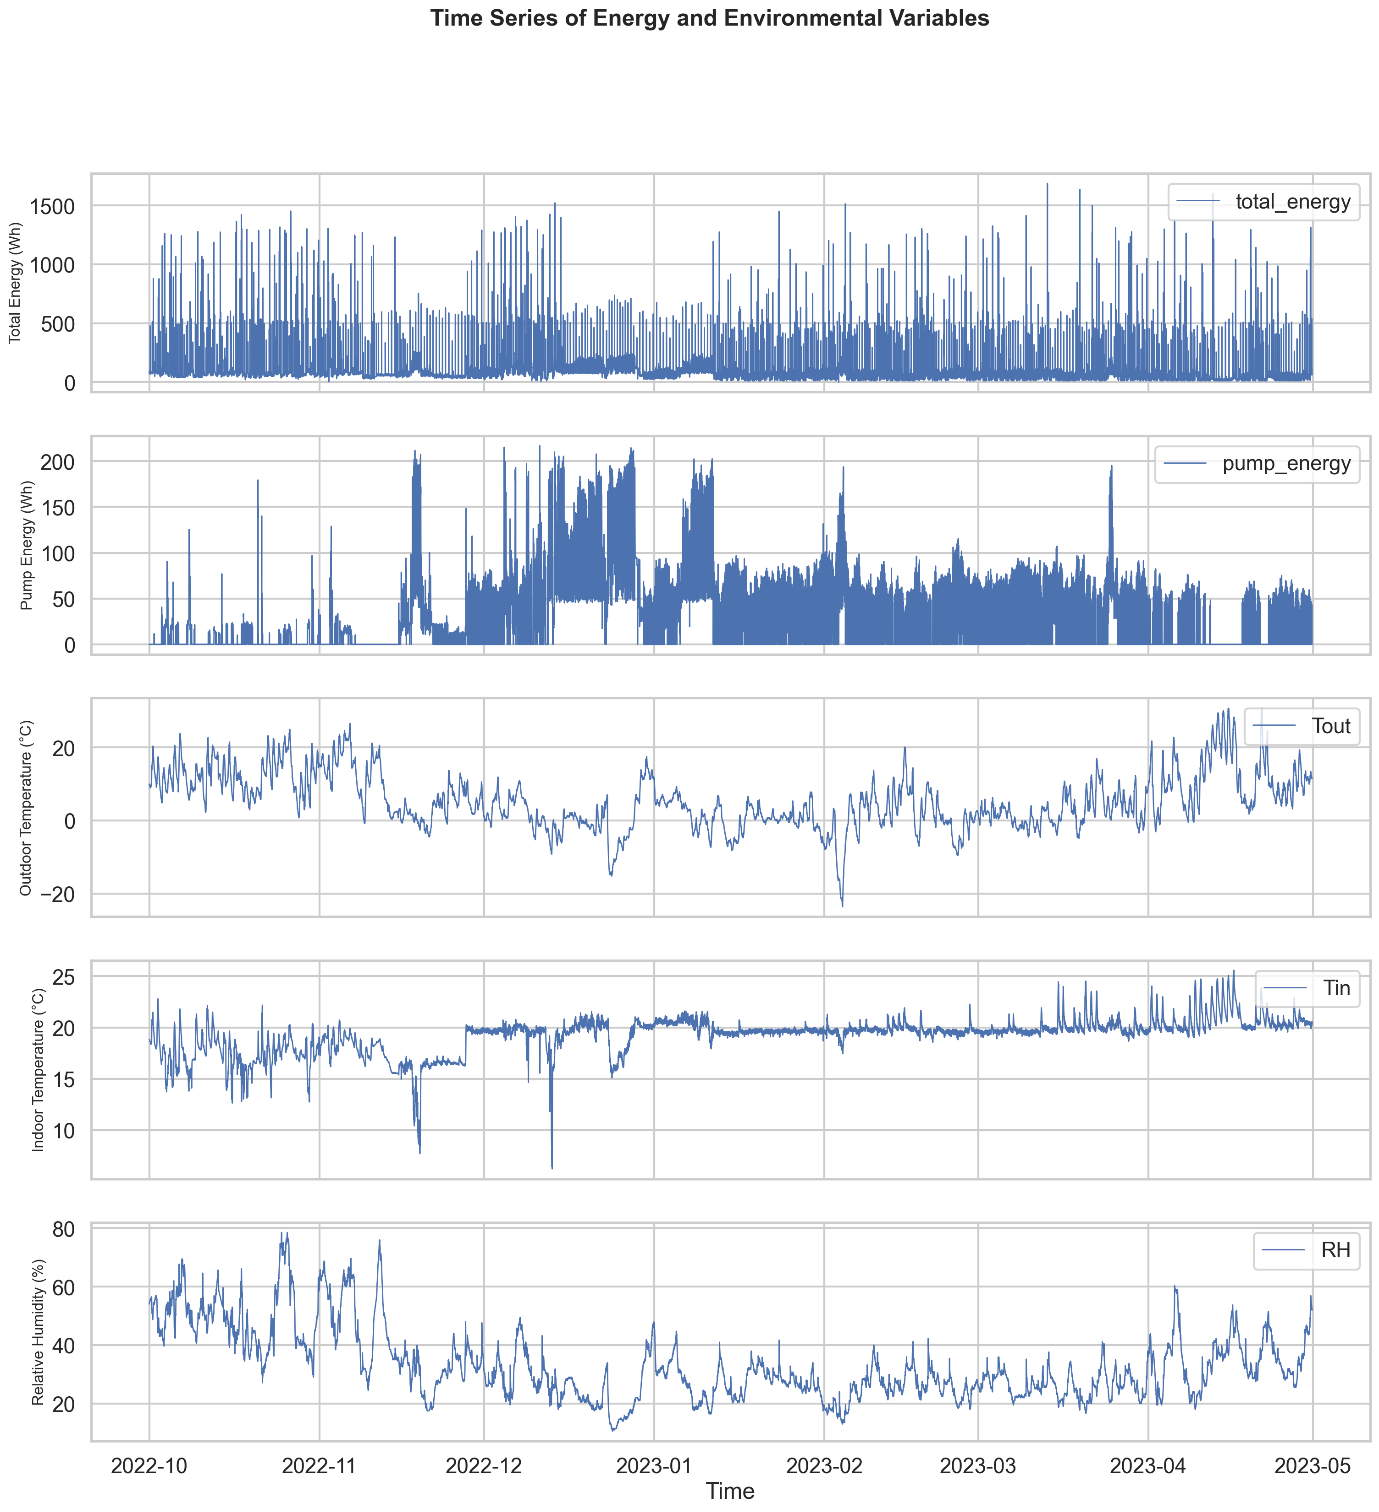 Time Series of Energy and Environmental Variables
Total Energy (Wh)
1500
1000
500
0
total_energy
Pump Energy (Wh)
200
150
100
50
0
pump_energy
Outdoor Temperature (°C)
20
0
−20
Tout
Indoor Temperature (°C)
25
20
15
10
Tin
Relative Humidity (%)
80
60
40
20
RH
2022-10 2022-11 2022-12 2023-01 2023-02 2023-03 2023-04 2023-05
Time